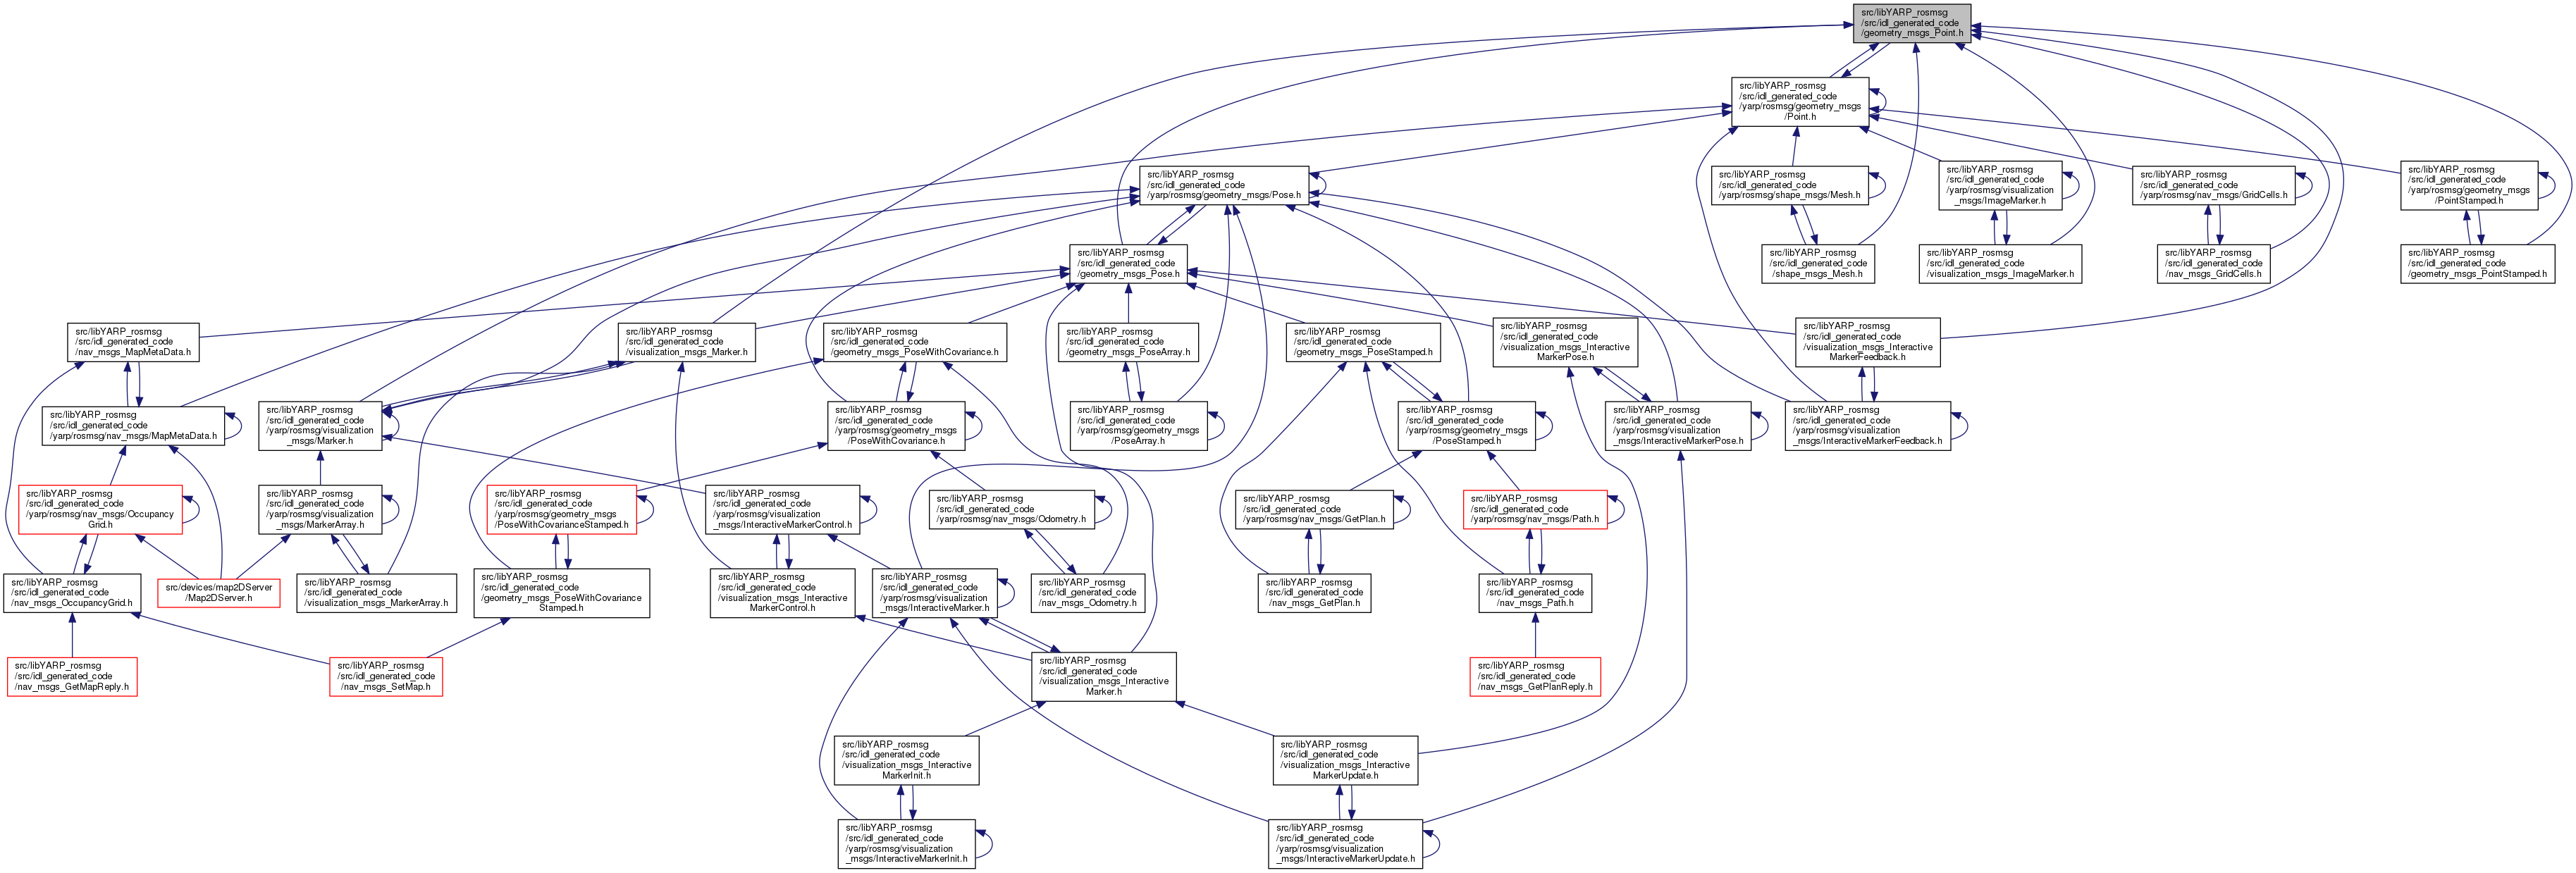 src/libYARP_rosmsg
/src/idl_generated_code
/geometry_msgs_Point.h
src/libYARP_rosmsg
/src/idl_generated_code
/yarp/rosmsg/geometry_msgs
/Point.h
src/libYARP_rosmsg
/src/idl_generated_code
/yarp/rosmsg/geometry_msgs/Pose.h
src/libYARP_rosmsg
/src/idl_generated_code
/yarp/rosmsg/shape_msgs/Mesh.h
src/libYARP_rosmsg
/src/idl_generated_code
/yarp/rosmsg/visualization
_msgs/ImageMarker.h
src/libYARP_rosmsg
/src/idl_generated_code
/yarp/rosmsg/nav_msgs/GridCells.h
src/libYARP_rosmsg
/src/idl_generated_code
/yarp/rosmsg/geometry_msgs
/PointStamped.h
src/libYARP_rosmsg
/src/idl_generated_code
/geometry_msgs_Pose.h
src/libYARP_rosmsg
/src/idl_generated_code
/shape_msgs_Mesh.h
src/libYARP_rosmsg
/src/idl_generated_code
/visualization_msgs_ImageMarker.h
src/libYARP_rosmsg
/src/idl_generated_code
/nav_msgs_GridCells.h
src/libYARP_rosmsg
/src/idl_generated_code
/geometry_msgs_PointStamped.h
src/libYARP_rosmsg
/src/idl_generated_code
/nav_msgs_MapMetaData.h
src/libYARP_rosmsg
/src/idl_generated_code
/visualization_msgs_Marker.h
src/libYARP_rosmsg
/src/idl_generated_code
/geometry_msgs_PoseWithCovariance.h
src/libYARP_rosmsg
/src/idl_generated_code
/geometry_msgs_PoseArray.h
src/libYARP_rosmsg
/src/idl_generated_code
/geometry_msgs_PoseStamped.h
src/libYARP_rosmsg
/src/idl_generated_code
/visualization_msgs_Interactive
MarkerPose.h
src/libYARP_rosmsg
/src/idl_generated_code
/visualization_msgs_Interactive
MarkerFeedback.h
src/libYARP_rosmsg
/src/idl_generated_code
/yarp/rosmsg/nav_msgs/MapMetaData.h
src/libYARP_rosmsg
/src/idl_generated_code
/yarp/rosmsg/visualization
_msgs/Marker.h
src/libYARP_rosmsg
/src/idl_generated_code
/yarp/rosmsg/geometry_msgs
/PoseWithCovariance.h
src/libYARP_rosmsg
/src/idl_generated_code
/yarp/rosmsg/geometry_msgs
/PoseArray.h
src/libYARP_rosmsg
/src/idl_generated_code
/yarp/rosmsg/geometry_msgs
/PoseStamped.h
src/libYARP_rosmsg
/src/idl_generated_code
/yarp/rosmsg/visualization
_msgs/InteractiveMarkerPose.h
src/libYARP_rosmsg
/src/idl_generated_code
/yarp/rosmsg/visualization
_msgs/InteractiveMarkerFeedback.h
src/libYARP_rosmsg
/src/idl_generated_code
/yarp/rosmsg/nav_msgs/Occupancy
Grid.h
src/libYARP_rosmsg
/src/idl_generated_code
/yarp/rosmsg/visualization
_msgs/MarkerArray.h
src/libYARP_rosmsg
/src/idl_generated_code
/yarp/rosmsg/geometry_msgs
/PoseWithCovarianceStamped.h
src/libYARP_rosmsg
/src/idl_generated_code
/yarp/rosmsg/visualization
_msgs/InteractiveMarkerControl.h
src/libYARP_rosmsg
/src/idl_generated_code
/yarp/rosmsg/nav_msgs/Odometry.h
src/libYARP_rosmsg
/src/idl_generated_code
/yarp/rosmsg/nav_msgs/GetPlan.h
src/libYARP_rosmsg
/src/idl_generated_code
/yarp/rosmsg/nav_msgs/Path.h
src/libYARP_rosmsg
/src/idl_generated_code
/nav_msgs_OccupancyGrid.h
src/devices/map2DServer
/Map2DServer.h
src/libYARP_rosmsg
/src/idl_generated_code
/visualization_msgs_MarkerArray.h
src/libYARP_rosmsg
/src/idl_generated_code
/geometry_msgs_PoseWithCovariance
Stamped.h
src/libYARP_rosmsg
/src/idl_generated_code
/visualization_msgs_Interactive
MarkerControl.h
src/libYARP_rosmsg
/src/idl_generated_code
/yarp/rosmsg/visualization
_msgs/InteractiveMarker.h
src/libYARP_rosmsg
/src/idl_generated_code
/nav_msgs_Odometry.h
src/libYARP_rosmsg
/src/idl_generated_code
/nav_msgs_GetPlan.h
src/libYARP_rosmsg
/src/idl_generated_code
/nav_msgs_Path.h
src/libYARP_rosmsg
/src/idl_generated_code
/nav_msgs_GetMapReply.h
src/libYARP_rosmsg
/src/idl_generated_code
/nav_msgs_SetMap.h
src/libYARP_rosmsg
/src/idl_generated_code
/visualization_msgs_Interactive
Marker.h
src/libYARP_rosmsg
/src/idl_generated_code
/nav_msgs_GetPlanReply.h
src/libYARP_rosmsg
/src/idl_generated_code
/visualization_msgs_Interactive
MarkerInit.h
src/libYARP_rosmsg
/src/idl_generated_code
/visualization_msgs_Interactive
MarkerUpdate.h
src/libYARP_rosmsg
/src/idl_generated_code
/yarp/rosmsg/visualization
_msgs/InteractiveMarkerInit.h
src/libYARP_rosmsg
/src/idl_generated_code
/yarp/rosmsg/visualization
_msgs/InteractiveMarkerUpdate.h